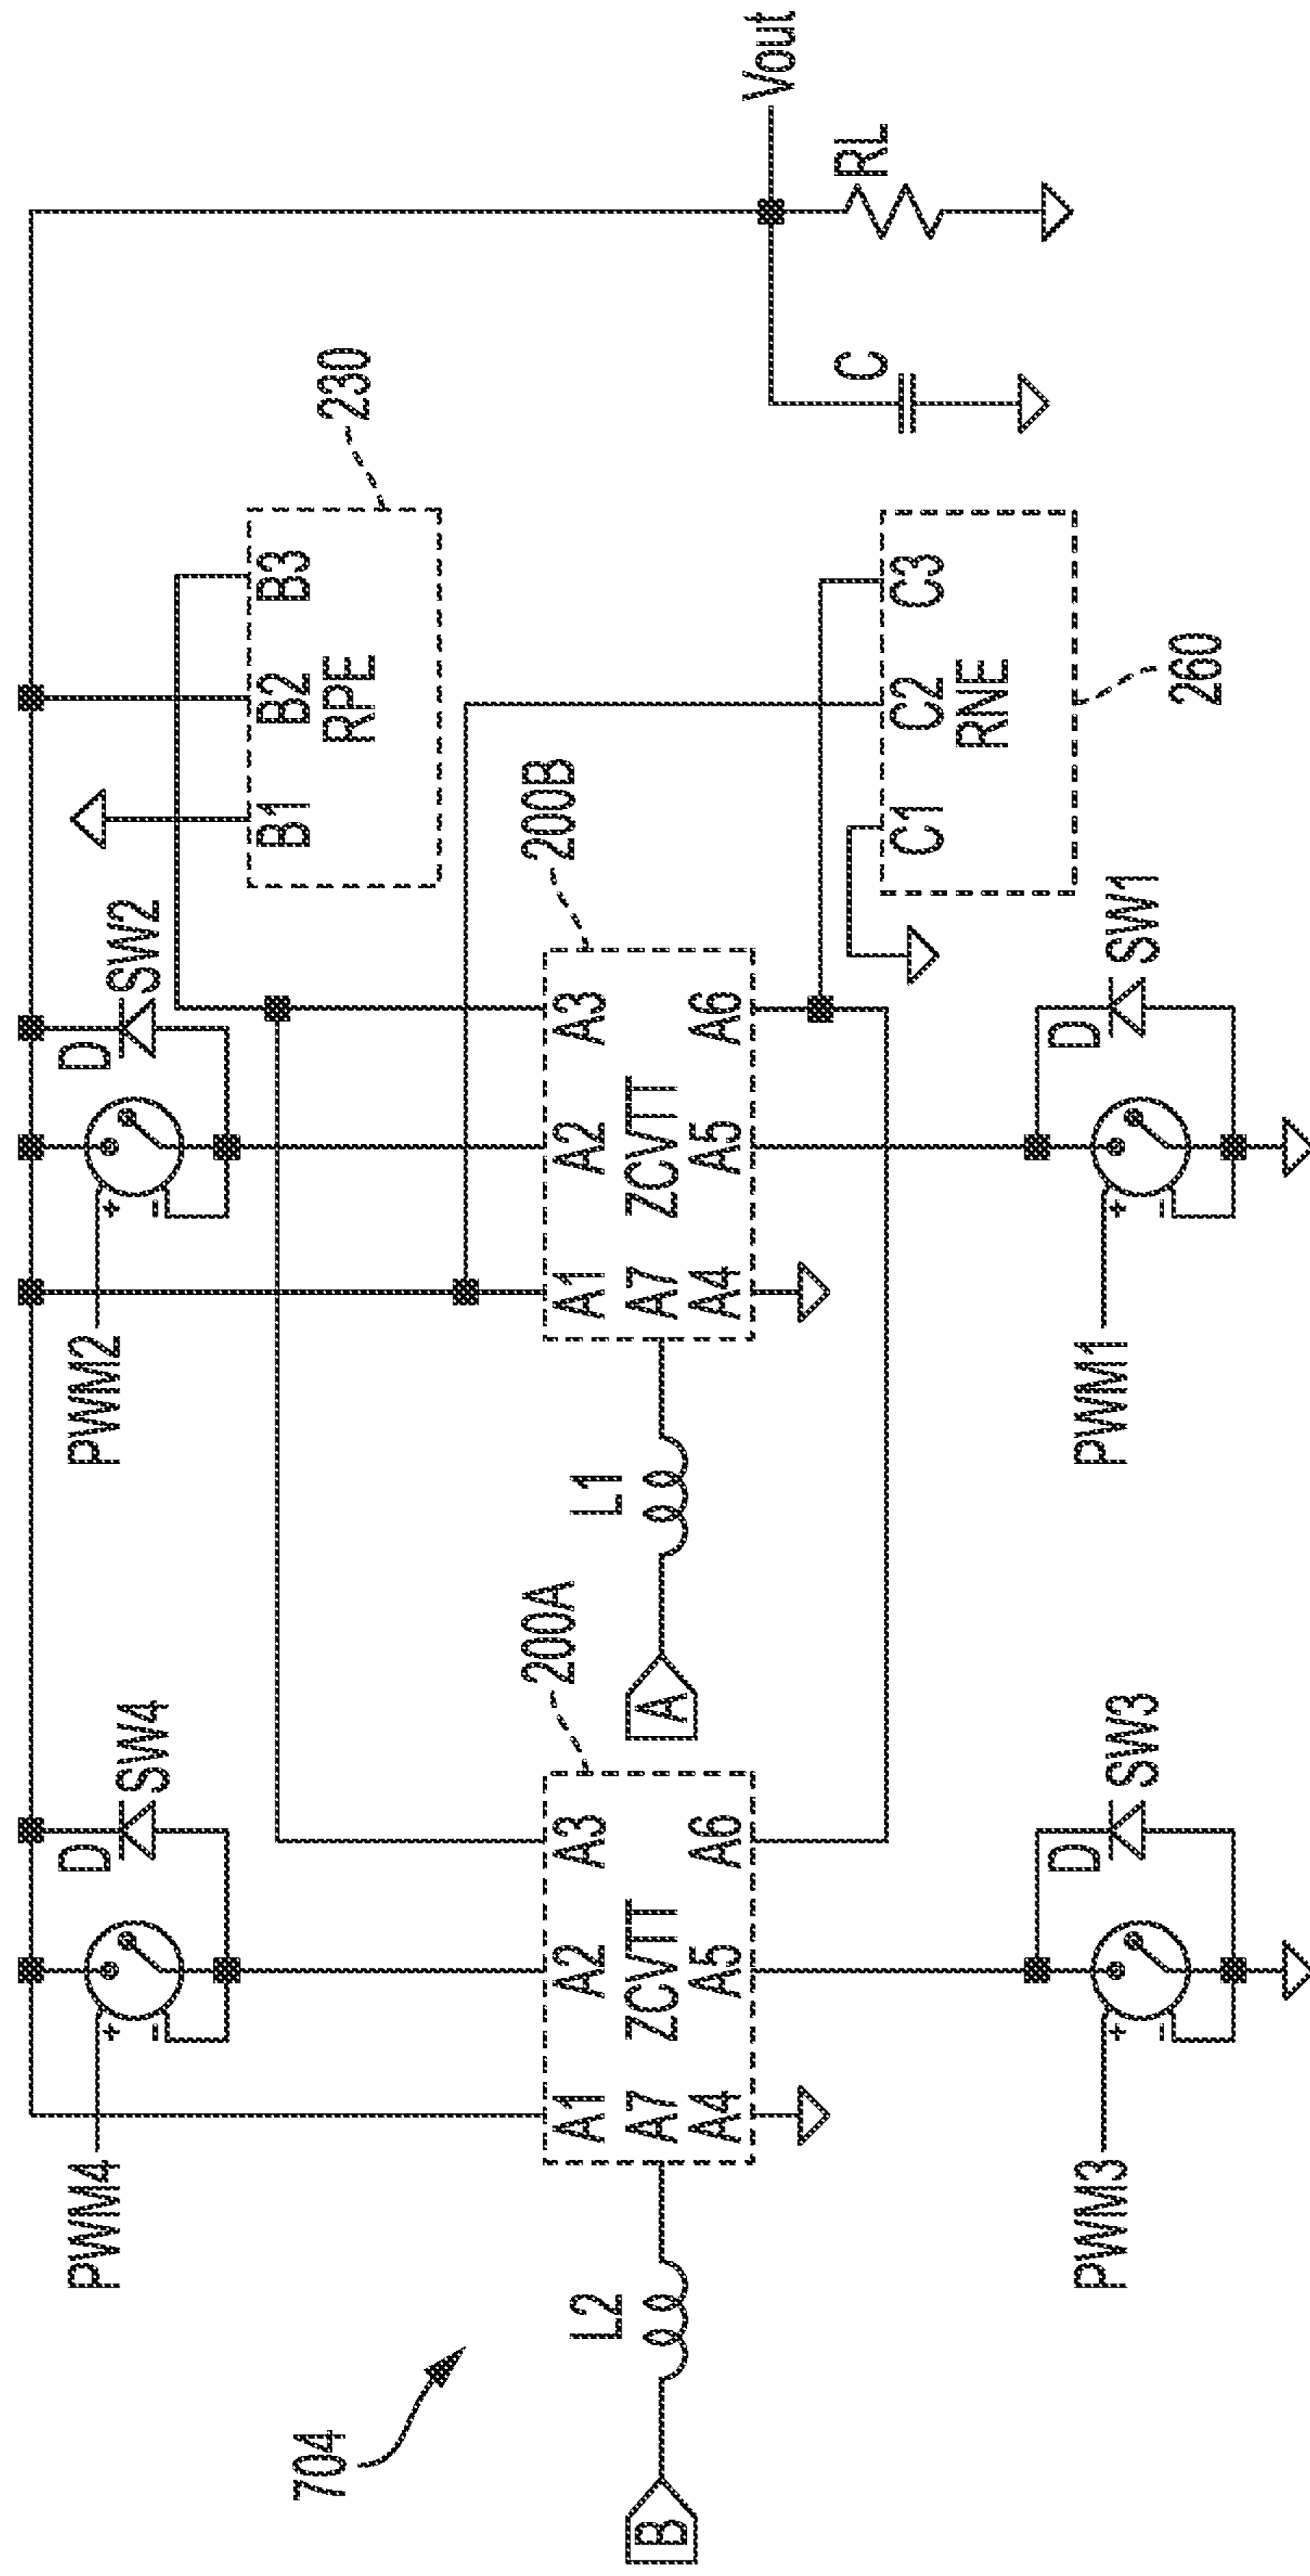 704
PWM4
D
SW4
PWM2
D
SW2
B1 B2 B3
RPE
230
Vout
RL
C
B
L2
200A
A1 A2 A3
A7 ZCVTT
A4 A5 A6
A
L1
200B
A1 A2 A3
A7 ZCVTT
A4 A5 A6
C1 C2 C3
RNE
260
PWM3
D
SW3
PWM1
D
SW1
+
−
+
−
+
−
+
−